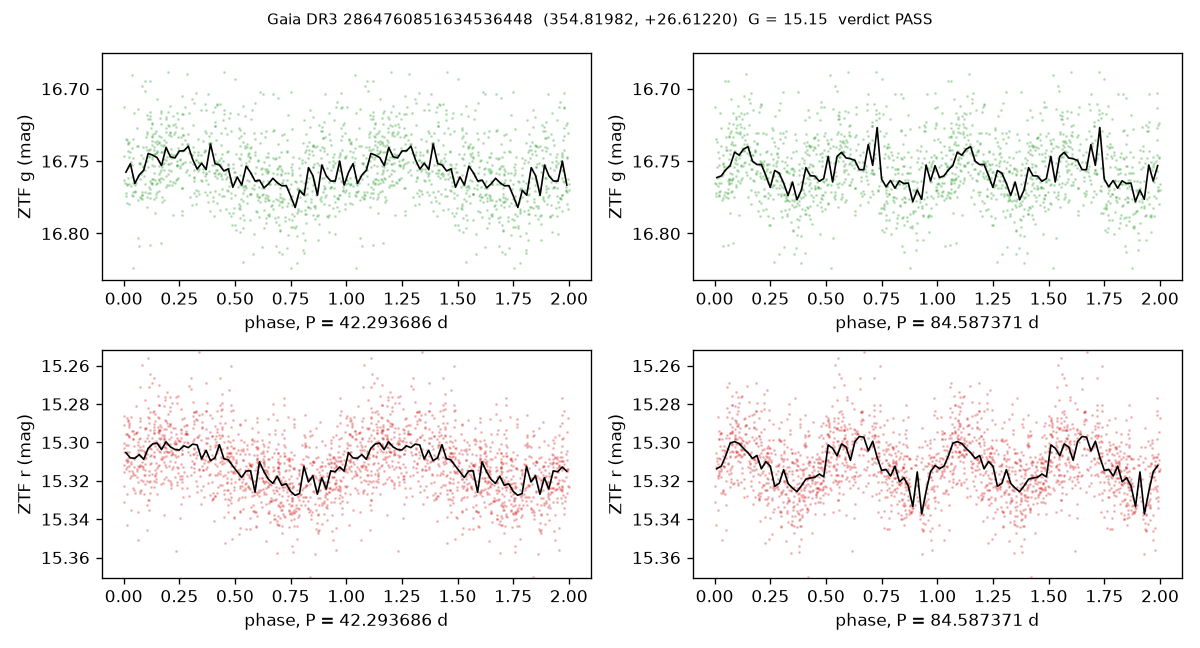 Gaia DR3 2864760851634536448 (354.81982, +26.61220) G = 15.15 verdict PASS
ZTF g (mag)
16.70
16.75
16.80
0.00 0.25 0.50 0.75 1.00 1.25 1.50 1.75 2.00
phase, P = 42.293686 d
ZTF g (mag)
16.70
16.75
16.80
0.00 0.25 0.50 0.75 1.00 1.25 1.50 1.75 2.00
phase, P = 84.587371 d
ZTF r (mag)
15.26
15.28
15.30
15.32
15.34
15.36
0.00 0.25 0.50 0.75 1.00 1.25 1.50 1.75 2.00
phase, P = 42.293686 d
ZTF r (mag)
15.26
15.28
15.30
15.32
15.34
15.36
0.00 0.25 0.50 0.75 1.00 1.25 1.50 1.75 2.00
phase, P = 84.587371 d